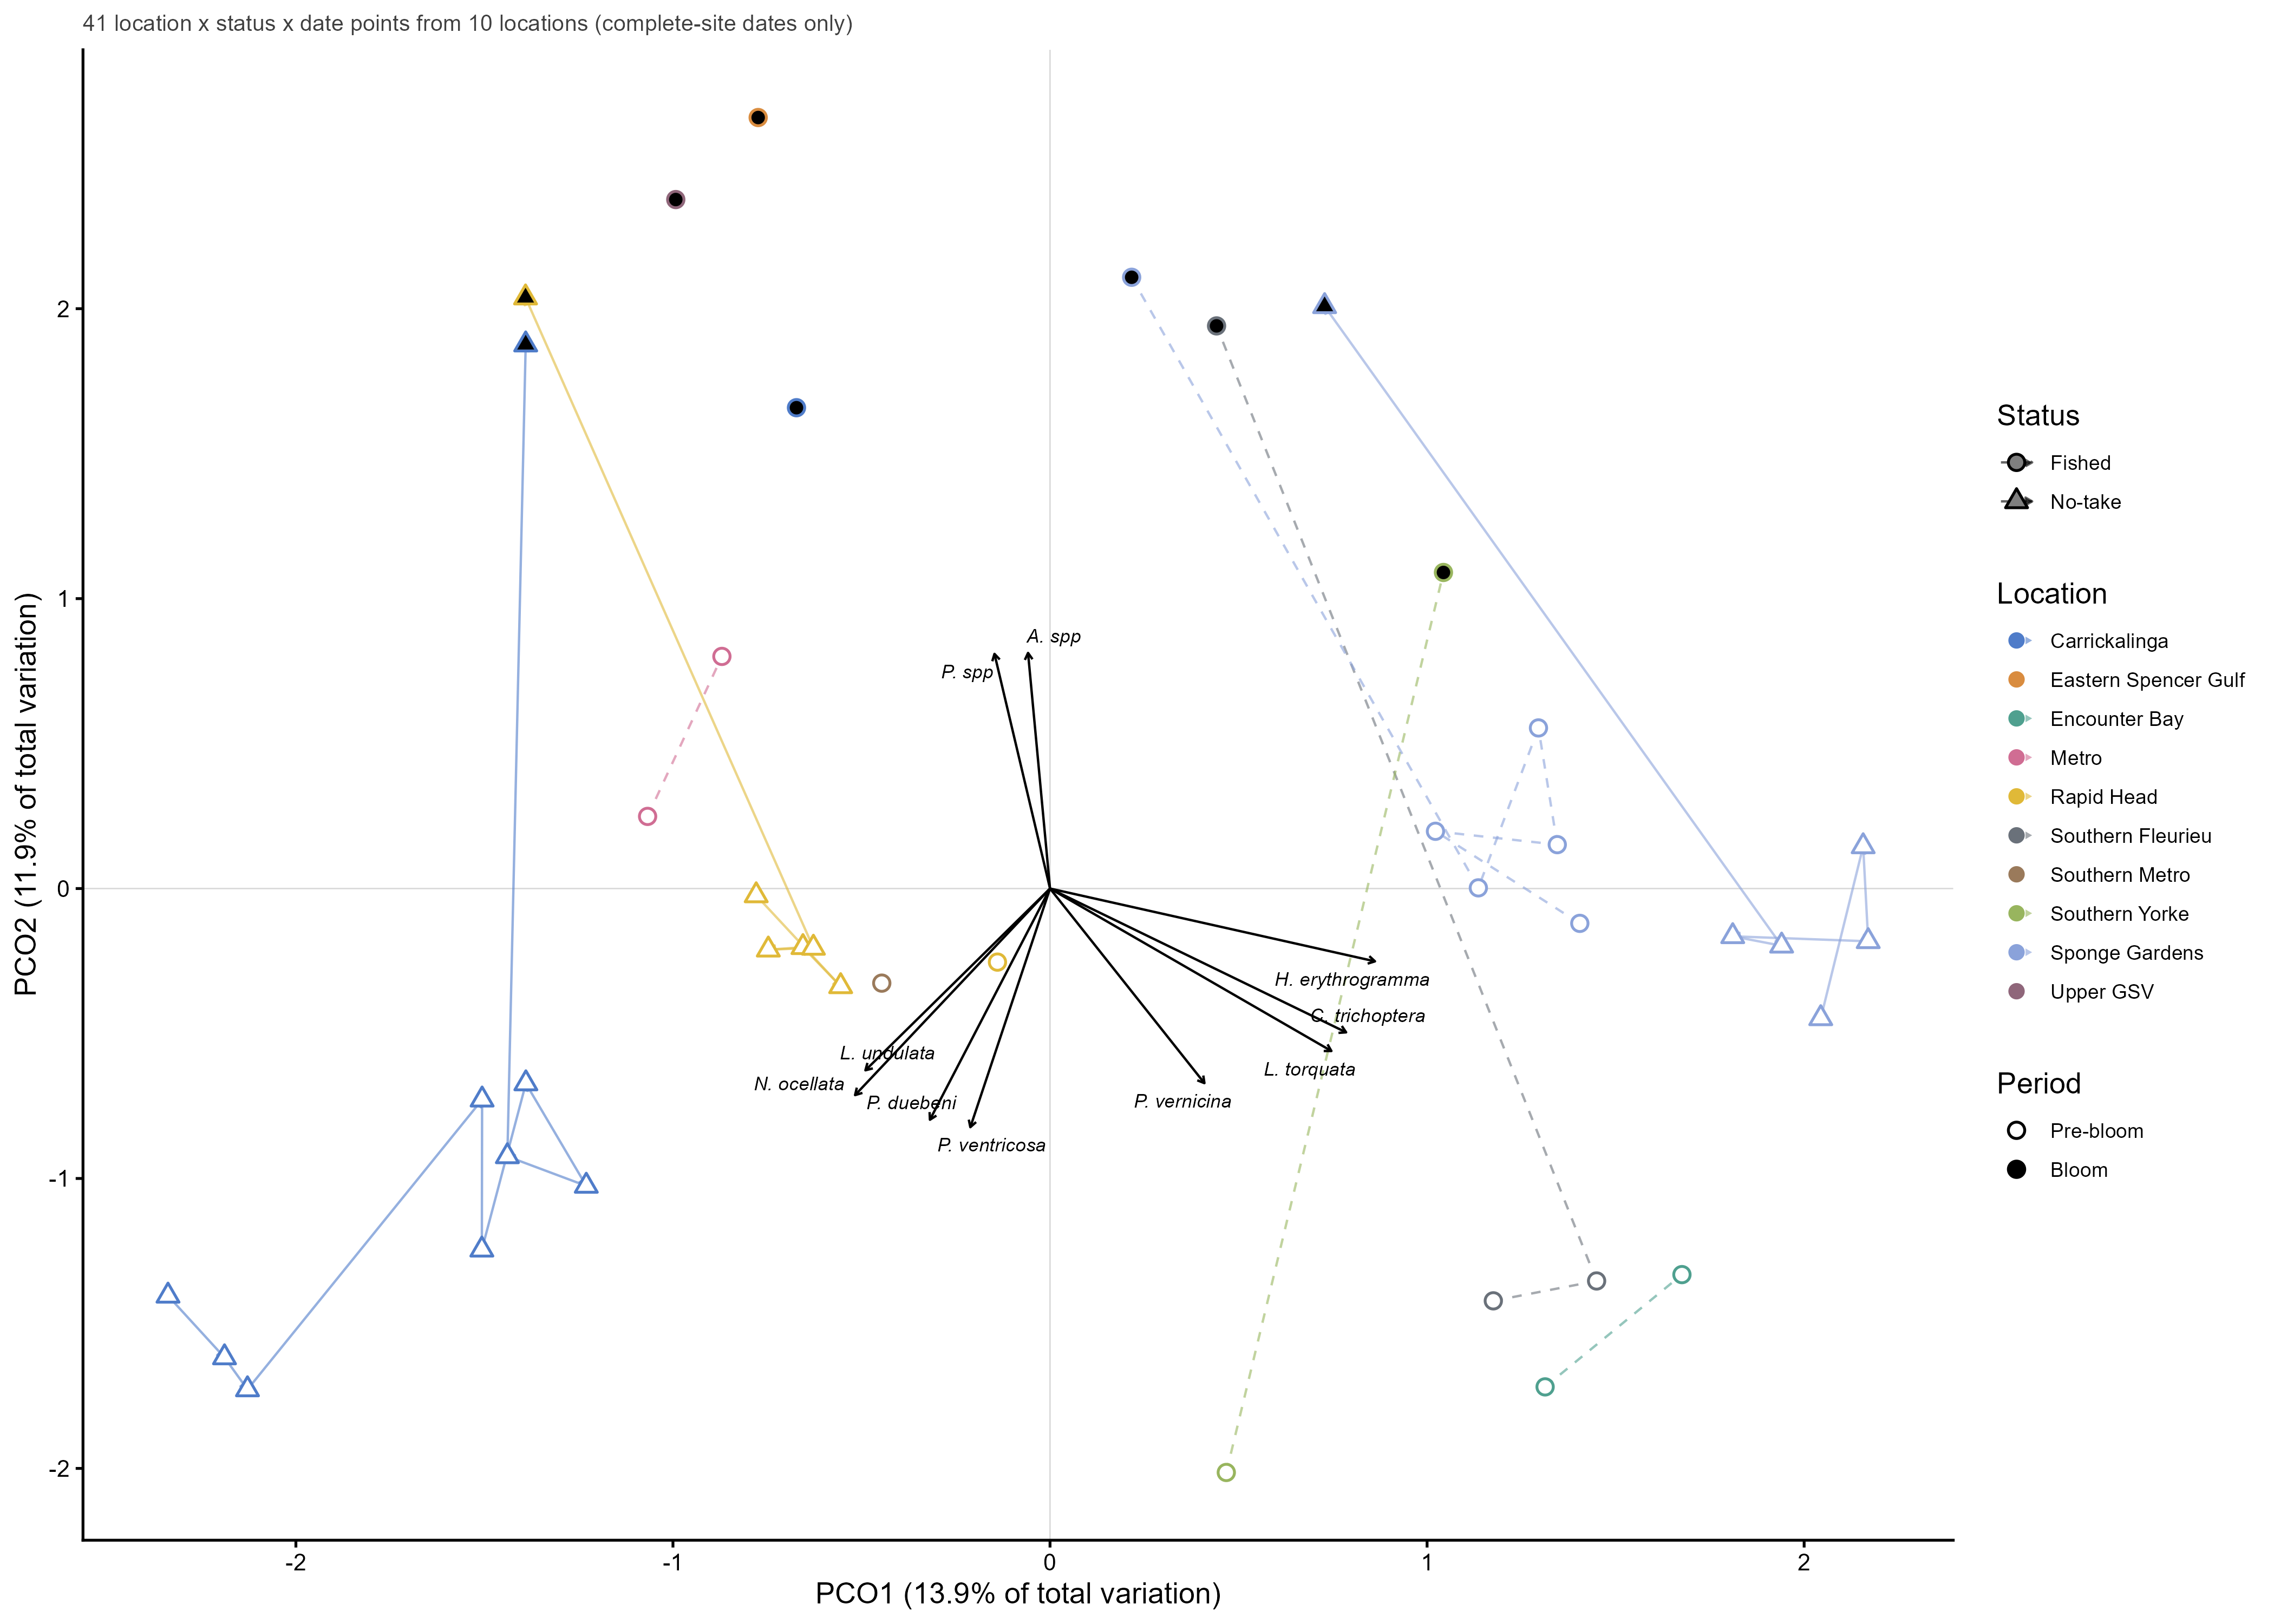 41 location x status x date points from 10 locations (complete-site dates only)
PCO2 (11.9% of total variation)
2
1
0
-1
-2
A. spp
P. spp
H. erythrogramma
C. trichoptera
L. undulata
L. torquata
N. ocellata
P. duebeni
P. vernicina
P. ventricosa
-2
-1
0
1
2
PCO1 (13.9% of total variation)
Status
Fished
No-take
Location
Carrickalinga
Eastern Spencer Gulf
Encounter Bay
Metro
Rapid Head
Southern Fleurieu
Southern Metro
Southern Yorke
Sponge Gardens
Upper GSV
Period
Pre-bloom
Bloom